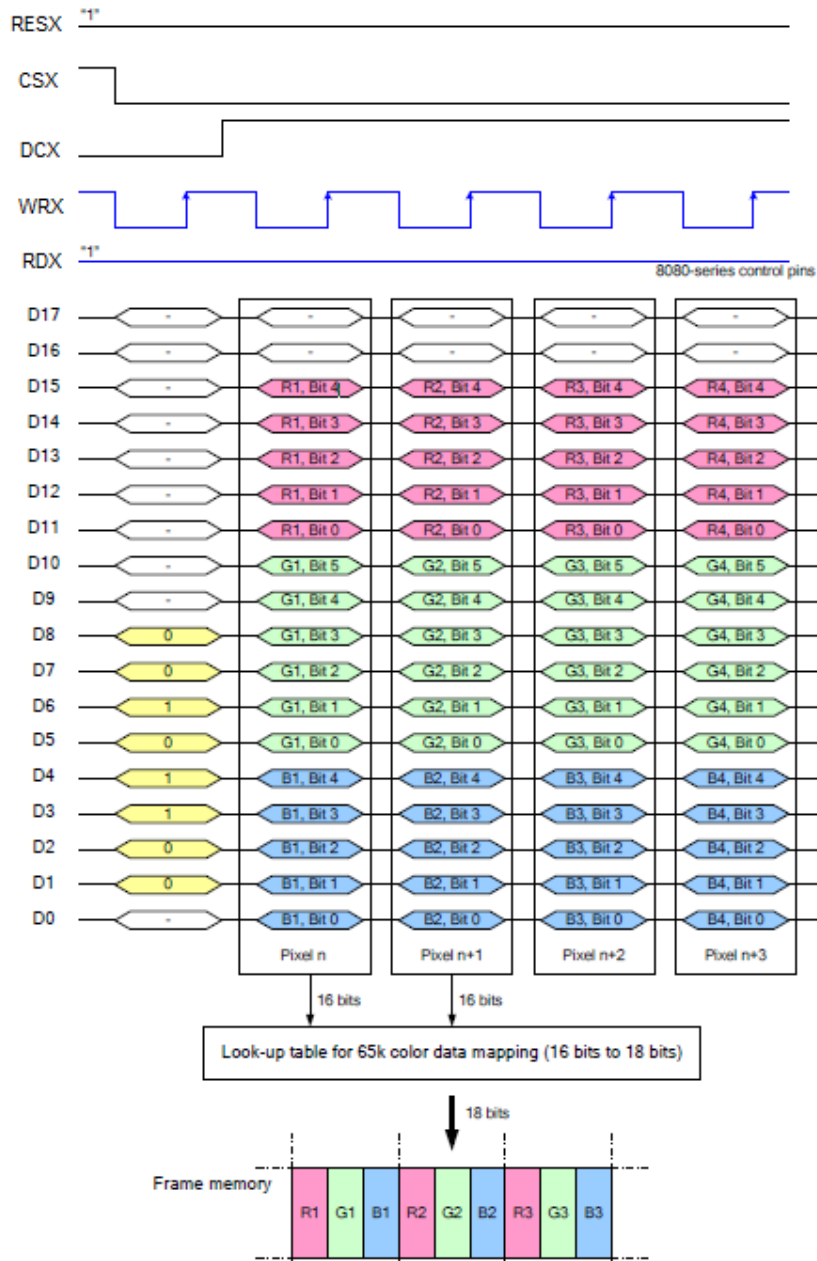 RESX "1"
CSX
DCX
WRX
RDX "1"
8080-series control pins
D17 - - - - -
D16 - - - - -
D15 - R1, Bit 4 R2, Bit 4 R3, Bit 4 R4, Bit 4
D14 - R1, Bit 3 R2, Bit 3 R3, Bit 3 R4, Bit 3
D13 - R1, Bit 2 R2, Bit 2 R3, Bit 2 R4, Bit 2
D12 - R1, Bit 1 R2, Bit 1 R3, Bit 1 R4, Bit 1
D11 - R1, Bit 0 R2, Bit 0 R3, Bit 0 R4, Bit 0
D10 - G1, Bit 5 G2, Bit 5 G3, Bit 5 G4, Bit 5
D9 - G1, Bit 4 G2, Bit 4 G3, Bit 4 G4, Bit 4
D8 0 G1, Bit 3 G2, Bit 3 G3, Bit 3 G4, Bit 3
D7 0 G1, Bit 2 G2, Bit 2 G3, Bit 2 G4, Bit 2
D6 1 G1, Bit 1 G2, Bit 1 G3, Bit 1 G4, Bit 1
D5 0 G1, Bit 0 G2, Bit 0 G3, Bit 0 G4, Bit 0
D4 1 B1, Bit 4 B2, Bit 4 B3, Bit 4 B4, Bit 4
D3 1 B1, Bit 3 B2, Bit 3 B3, Bit 3 B4, Bit 3
D2 0 B1, Bit 2 B2, Bit 2 B3, Bit 2 B4, Bit 2
D1 0 B1, Bit 1 B2, Bit 1 B3, Bit 1 B4, Bit 1
D0 - B1, Bit 0 B2, Bit 0 B3, Bit 0 B4, Bit 0
Pixel n Pixel n+1 Pixel n+2 Pixel n+3
16 bits 16 bits
Look-up table for 65k color data mapping (16 bits to 18 bits)
18 bits
Frame memory
R1 G1 B1 R2 G2 B2 R3 G3 B3